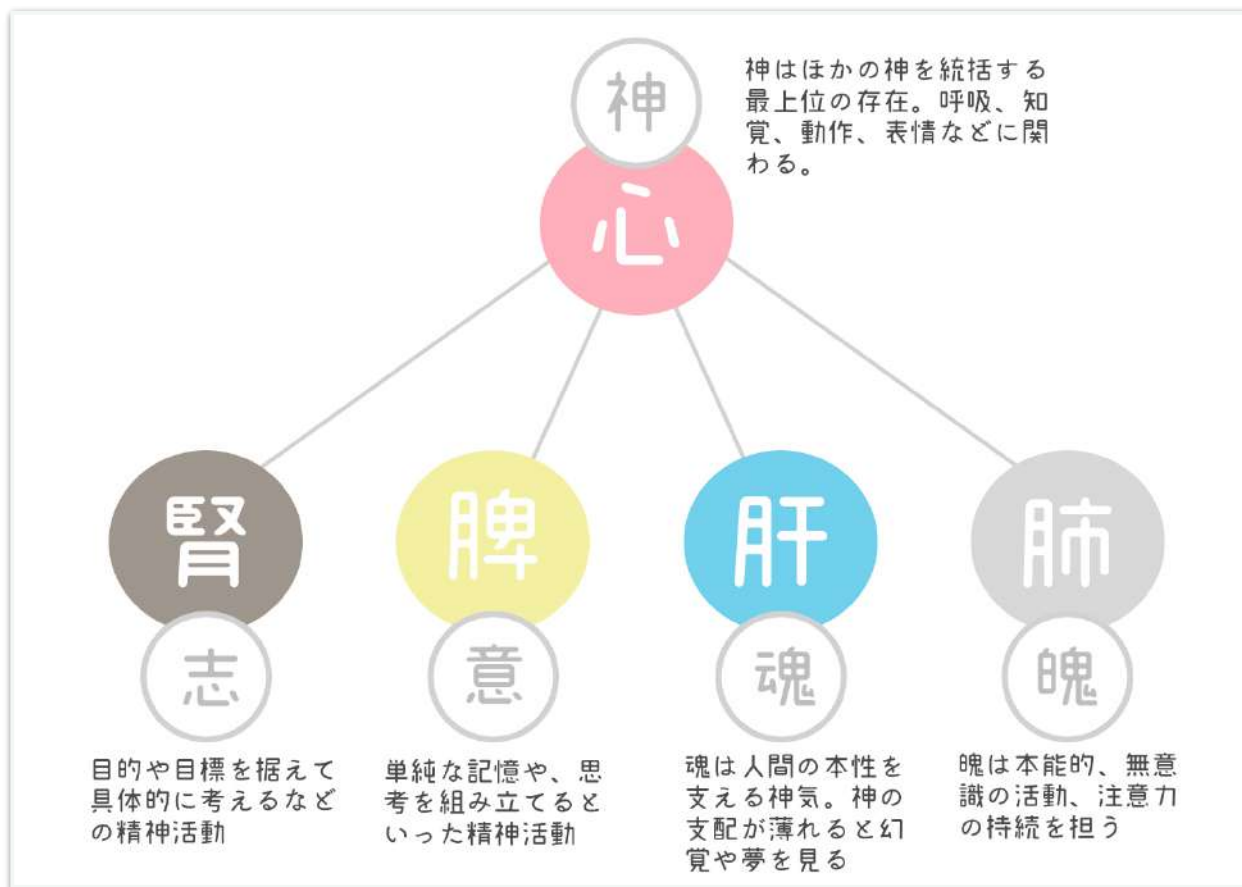 神
神はほかの神を統括する
最上位の存在。呼吸、知
覚、動作、表情などに関
わる。
心
腎
脾
肝
肺
志
意
魂
魄
目的や目標を据えて
具体的に考えるなど
の精神活動
単純な記憶や、思
考を組み立てると
いった精神活動
魂は人間の本性を
支える神気。神の
支配が薄れると幻
覚や夢を見る
魄は本能的、無意
識の活動、注意力
の持続を担う